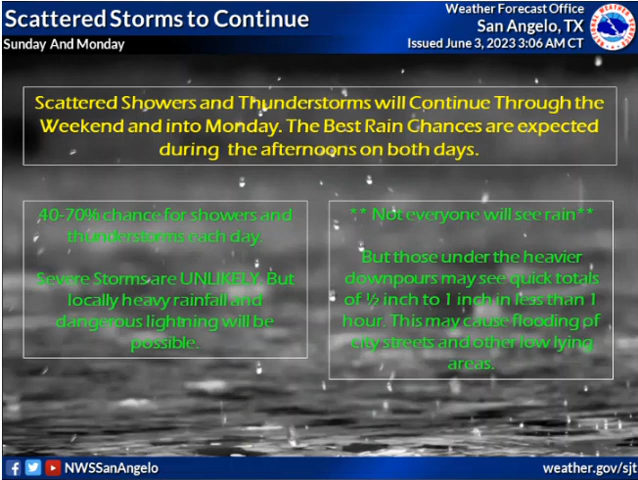 Scattered Storms to Continue
Weather Forecast Office
San Angelo, TX
Issued June 3, 2023 3:06 AM CT
Sunday And Monday
Scattered Showers and Thunderstorms will Continue Through the
Weekend and into Monday. The Best Rain Chances are expected
during the afternoons on both days.
40-70% chance for showers and
thunderstorms each day.
Severe Storms are UNLIKELY. But
locally heavy rainfall and
dangerous lightning will be
possible.
** Not everyone will see rain**
But those under the heavier
downpours may see quick totals
of ½ inch to 1 inch in less than 1
hour. This may cause flooding of
city streets and other low lying
areas.
NWSSanAngelo
weather.gov/sjt